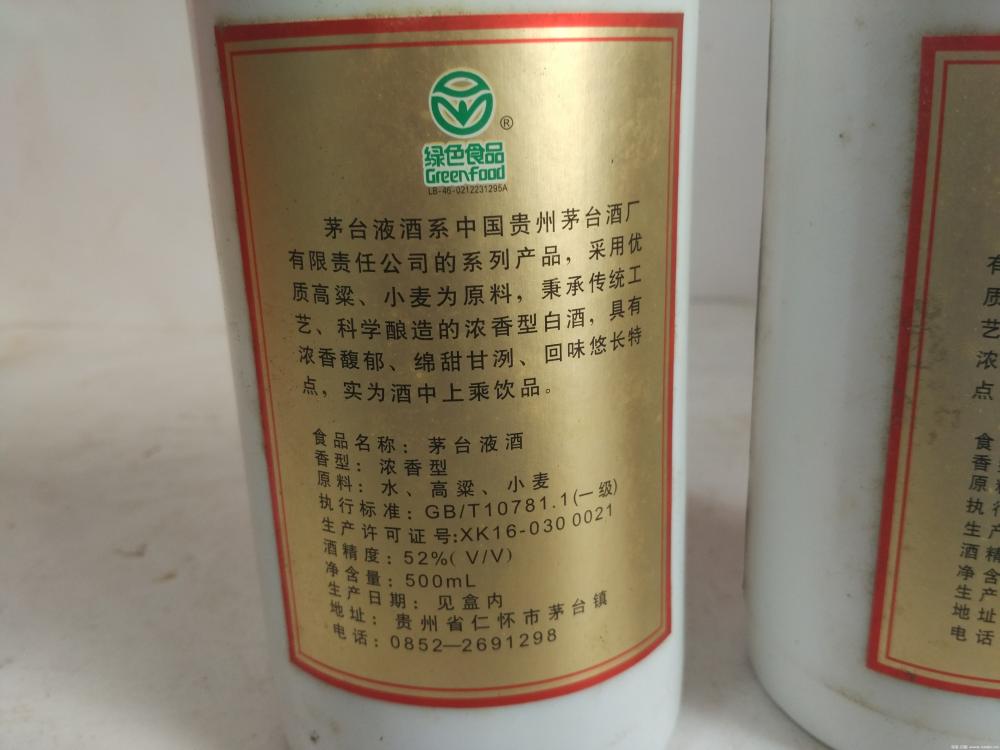 ®
绿色食品
GreenFood
LB-46-0212231295A
茅台液酒系中国贵州茅台酒厂
有限责任公司的系列产品，采用优
质高粱、小麦为原料，秉承传统工
艺、科学酿造的浓香型白酒，具有
浓香馥郁、绵甜甘洌、回味悠长特
点，实为酒中上乘饮品。
食品名称：茅台液酒
香型：浓香型
原料：水、高粱、小麦
执行标准：GB/T10781.1(一级)
生产许可证号:XK16-030 0021
酒精度：52%(V/V)
净含量：500mL
生产日期：见盒内
地址：贵州省仁怀市茅台镇
电话：0852—2691298
有
质
艺
浓
点
食
香
原
执行
生产
酒精
净含
生产
地址
电话